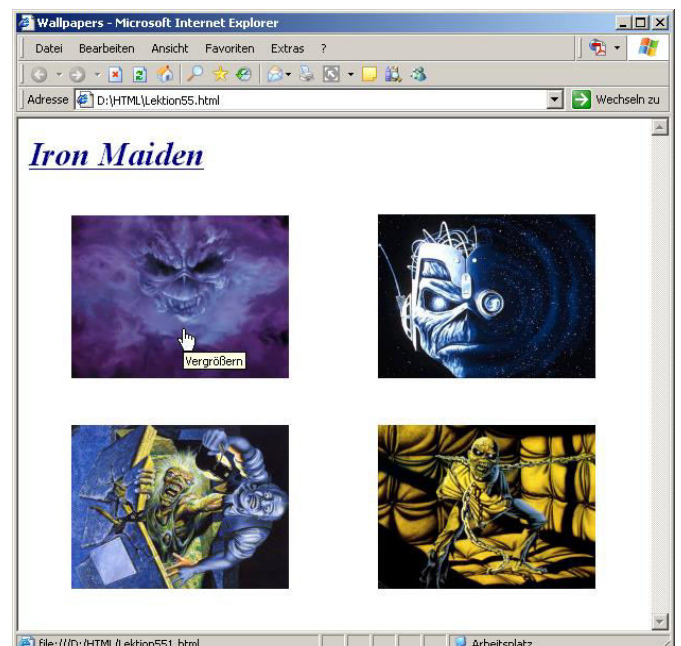 Wallpapers - Microsoft Internet Explorer
Datei Bearbeiten Ansicht Favoriten Extras ?
Adresse D:\HTML\Lektion55.html Wechseln zu
Iron Maiden
Vergrößern
file:///D:/HTML/Lektion551.html Arbeitsplatz